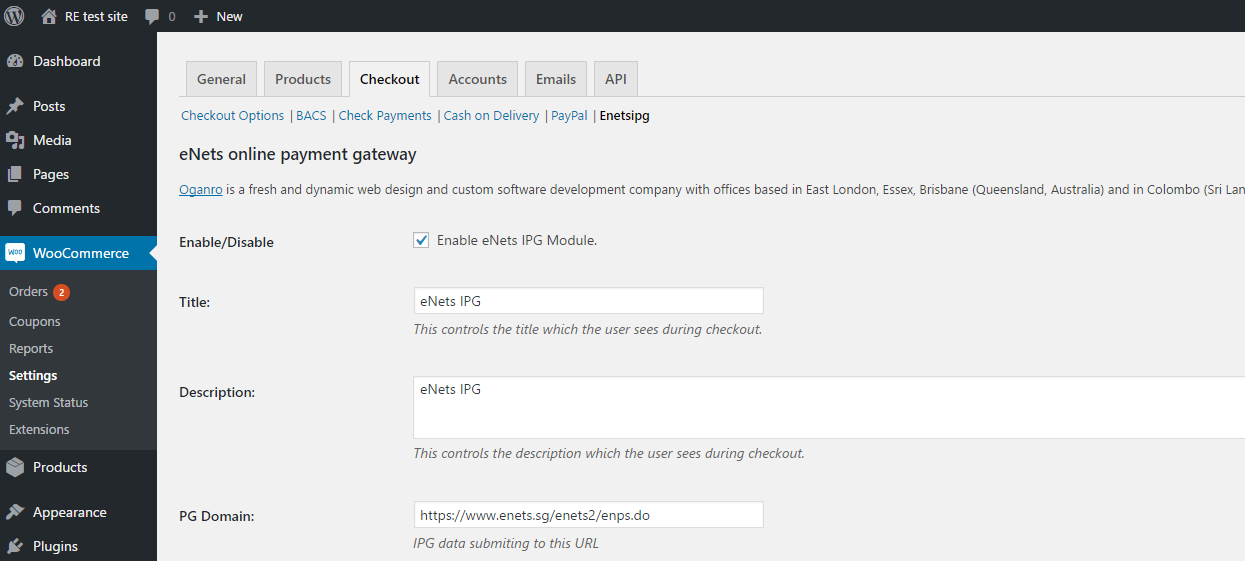 RE test site 0 New
Dashboard
Posts
Media
Pages
Comments
WooCommerce
Orders 2
Coupons
Reports
Settings
System Status
Extensions
Products
Appearance
Plugins
General Products Checkout Accounts Emails API
Checkout Options | BACS | Check Payments | Cash on Delivery | PayPal | Enetsipg
eNets online payment gateway
Oganro is a fresh and dynamic web design and custom software development company with offices based in East London, Essex, Brisbane (Queensland, Australia) and in Colombo (Sri Lan
Enable/Disable Enable eNets IPG Module.
Title: eNets IPG
This controls the title which the user sees during checkout.
Description: eNets IPG
This controls the description which the user sees during checkout.
PG Domain: https://www.enets.sg/enets2/enps.do
IPG data submiting to this URL